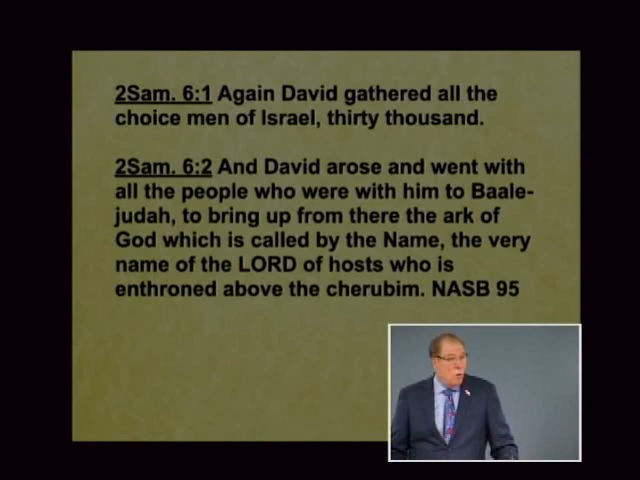 2Sam. 6:1 Again David gathered all the
choice men of Israel, thirty thousand.
2Sam. 6:2 And David arose and went with
all the people who were with him to Baale-
judah, to bring up from there the ark of
God which is called by the Name, the very
name of the LORD of hosts who is
enthroned above the cherubim. NASB 95